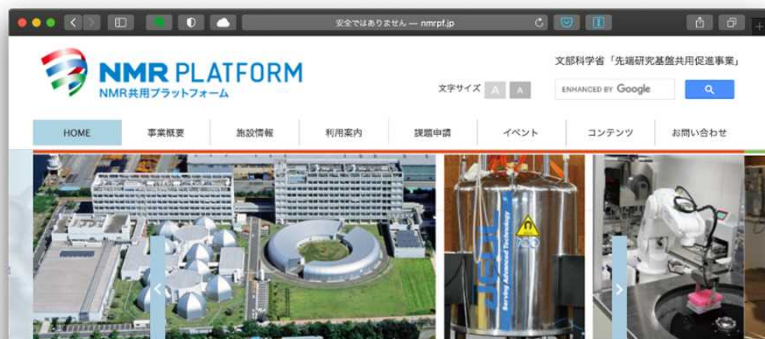 安全ではありません — nmrpf.jp
文部科学省「先端研究基盤共用促進事業」
NMR PLATFORM
NMR共用プラットフォーム
文字サイズ A A
ENHANCED BY Google
HOME 事業概要 施設情報 利用案内 課題申請 イベント コンテンツ お問い合わせ
JEOL
Serving Advanced Technology